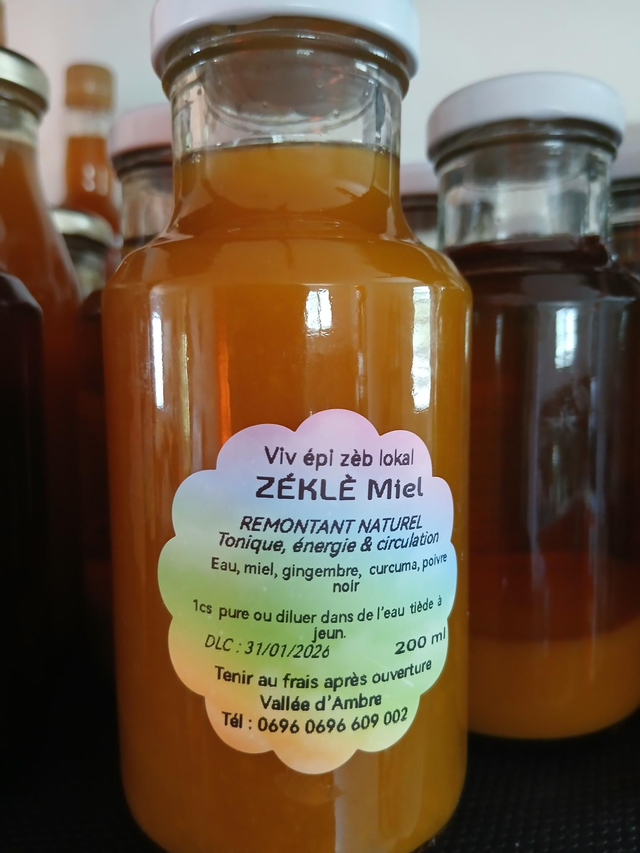 Viv épi zèb lokal
ZÉKLÈ Miel
REMONTANT NATUREL
Tonique, énergie & circulation
Eau, miel, gingembre, curcuma, poivre
noir
1cs pure ou diluer dans de l'eau tiède à
jeun.
DLC : 31/01/2026 200 ml
Tenir au frais après ouverture
Vallée d'Ambre
Tél : 0696 0696 609 002